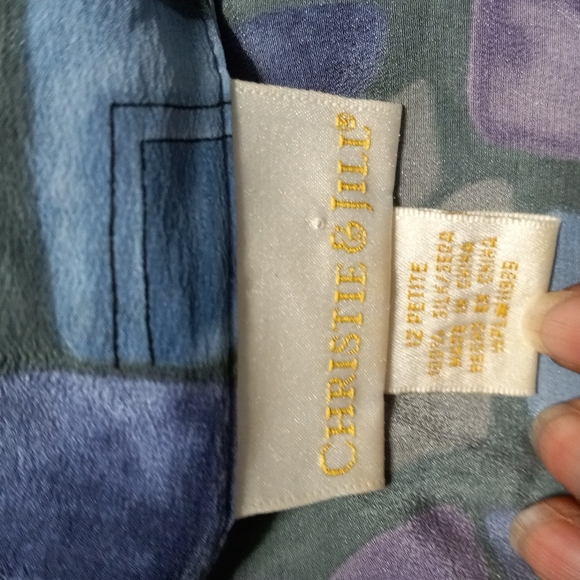 CHRISTIE & JILL®
12 PETITE
100% SILK/SEDA
MADE IN CHINA
HECHO EN CHINA